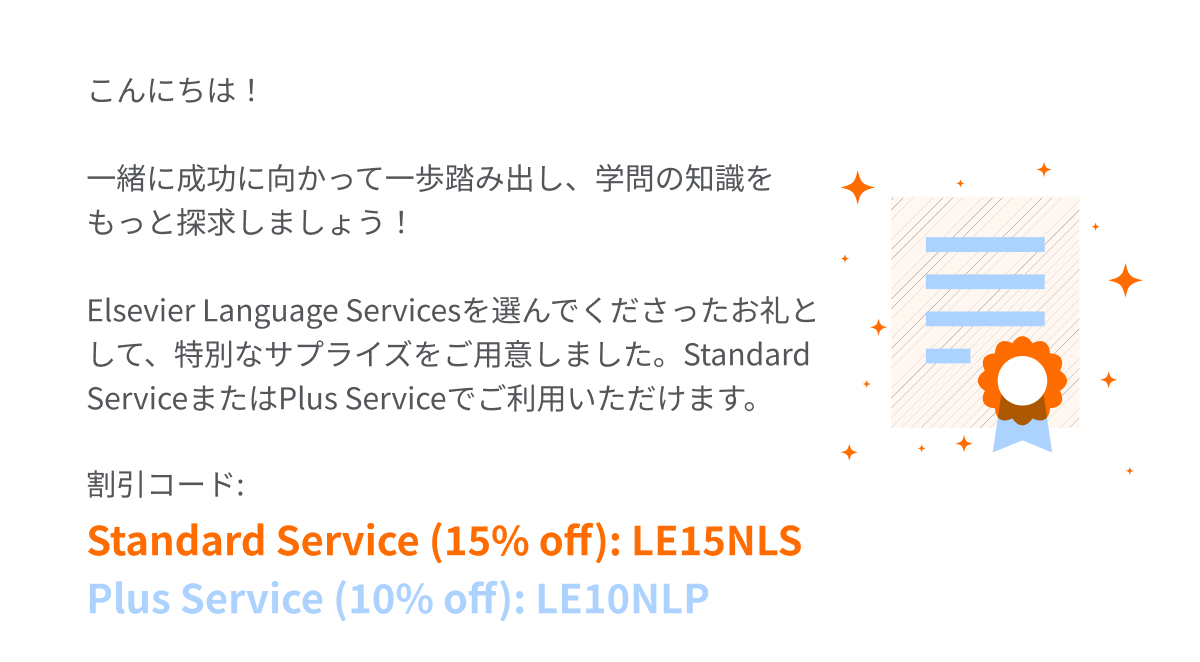 こんにちは！
一緒に成功に向かって一歩踏み出し、学問の知識を
もっと探求しましょう！
Elsevier Language Servicesを選んでくださったお礼と
して、特別なサプライズをご用意しました。Standard
ServiceまたはPlus Serviceでご利用いただけます。
割引コード:
Standard Service (15% off): LE15NLS
Plus Service (10% off): LE10NLP